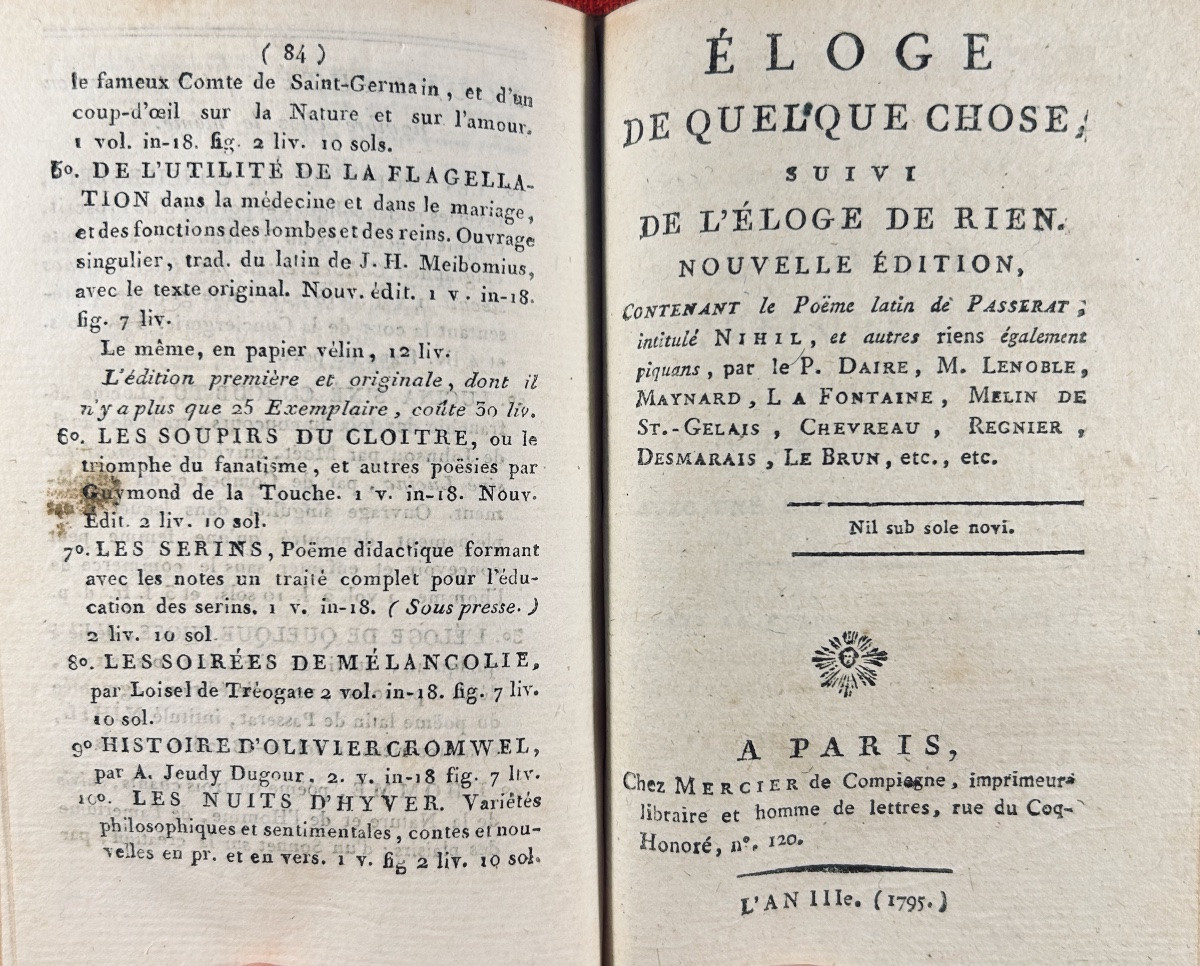 ( 84 )
le fameux Comte de Saint-Germain, et d'un
coup-d'œil sur la Nature et sur l'amour.
1 vol. in-18. fig. 2 liv. 10 sols.
5o. DE L'UTILITÉ DE LA FLAGELLA-
TION dans la médecine et dans le mariage,
et des fonctions des lombes et des reins. Ouvrage
singulier, trad. du latin de J. H. Meibomius,
avec le texte original. Nouv. édit. 1 v. in-18.
fig. 7 liv.
Le même, en papier vélin, 12 liv.
L'édition première et originale, dont il
n'y a plus que 25 Exemplaire, coûte 30 liv.
6o. LES SOUPIRS DU CLOITRE, ou le
triomphe du fanatisme, et autres poësies par
Guymond de la Touche. 1 v. in-18. Nouv.
Edit. 2 liv. 10 sol.
7o. LES SERINS, Poëme didactique formant
avec les notes un traité complet pour l'édu-
cation des serins. 1 v. in-18. (Sous presse.)
2 liv. 10 sol.
8o. LES SOIRÉES DE MÉLANCOLIE,
par Loisel de Tréogate 2 vol. in-18. fig. 7 liv.
10 sol.
9o HISTOIRE D'OLIVIER CROMWEL,
par A. Jeudy Dugour. 2. v. in-18 fig. 7 liv.
10o. LES NUITS D'HYVER. Variétés
philosophiques et sentimentales, contes et nou-
velles en pr. et en vers. 1 v. fig 2 liv. 10 sol.
ÉLOGE
DE QUELQUE CHOSE,
SUIVI
DE L'ÉLOGE DE RIEN.
NOUVELLE ÉDITION,
CONTENANT le Poëme latin de PASSERAT ;
intitulé NIHIL, et autres riens également
piquans, par le P. DAIRE, M. LENOBLE,
MAYNARD, LA FONTAINE, MELIN DE
ST.-GELAIS, CHEVREAU, REGNIER,
DESMARAIS, LE BRUN, etc., etc.
Nil sub sole novi.
A PARIS,
Chez MERCIER de Compiegne, imprimeur-
libraire et homme de lettres, rue du Coq-
Honoré, n°. 120.
L'AN IIIe. (1795.)